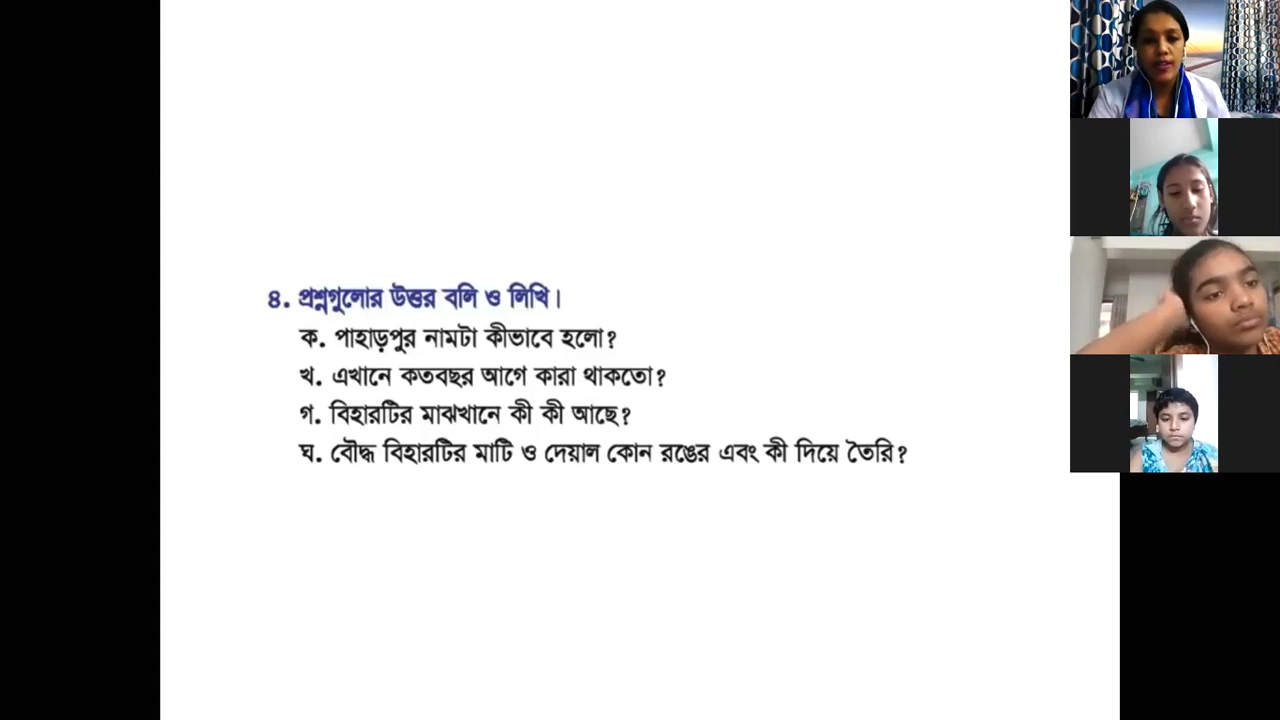 ৪. প্রশ্নগুলোর উত্তর বলি ও লিখি।
ক. পাহাড়পুর নামটা কীভাবে হলো?
খ. এখানে কতবছর আগে কারা থাকতো?
গ. বিহারটির মাঝখানে কী কী আছে?
ঘ. বৌদ্ধ বিহারটির মাটি ও দেয়াল কোন রঙের এবং কী দিয়ে তৈরি?